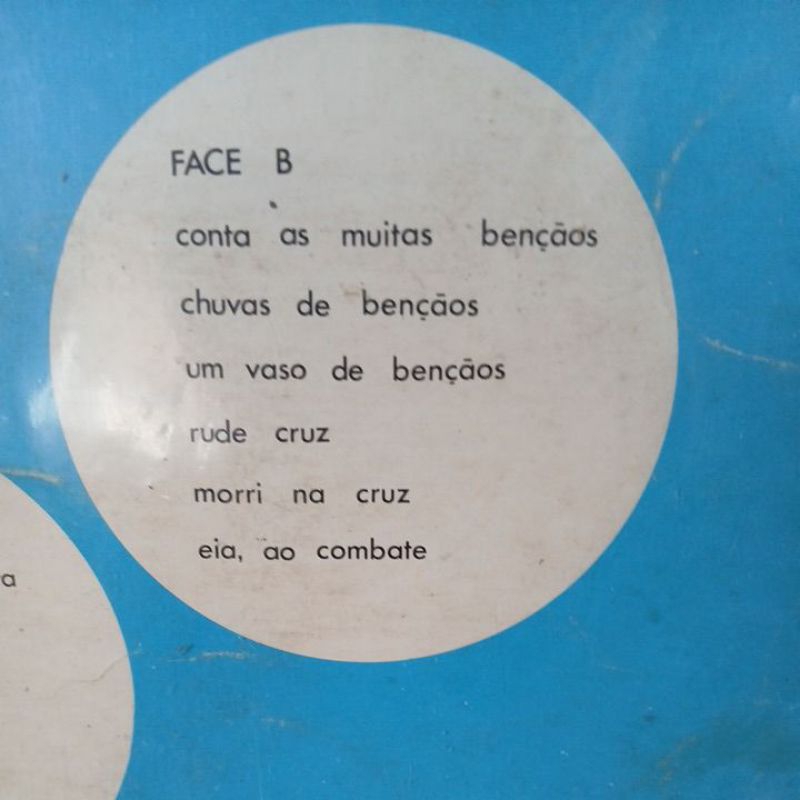 FACE B
conta as muitas bençãos
chuvas de bençãos
um vaso de bençãos
rude cruz
morri na cruz
eia, ao combate
a